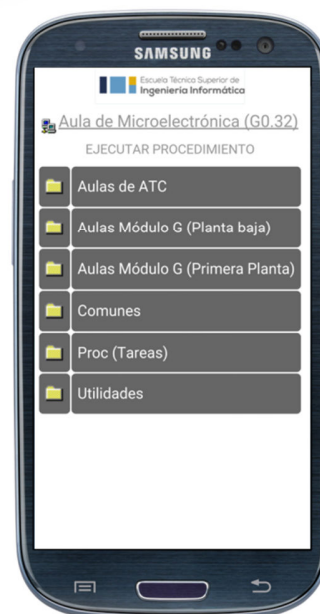 SAMSUNG
Escuela Técnica Superior de
Ingeniería Informática
Aula de Microelectrónica (G0.32)
EJECUTAR PROCEDIMIENTO
Aulas de ATC
Aulas Módulo G (Planta baja)
Aulas Módulo G (Primera Planta)
Comunes
Proc (Tareas)
Utilidades